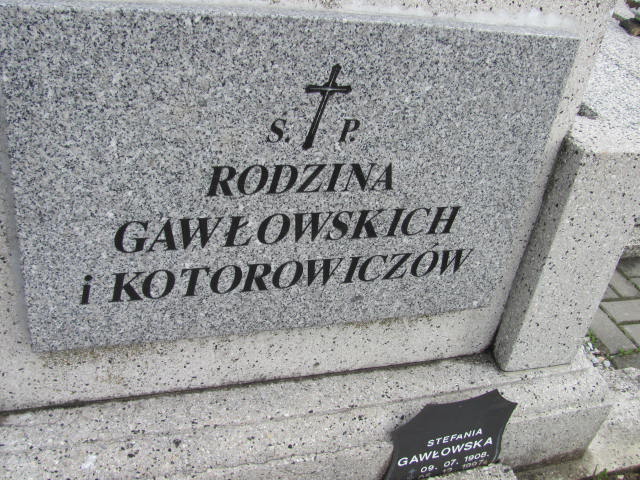 Ś. P.
RODZINA
GAWŁOWSKICH
i KOTOROWICZÓW
STEFANIA
GAWŁOWSKA
09. 07. 1908.